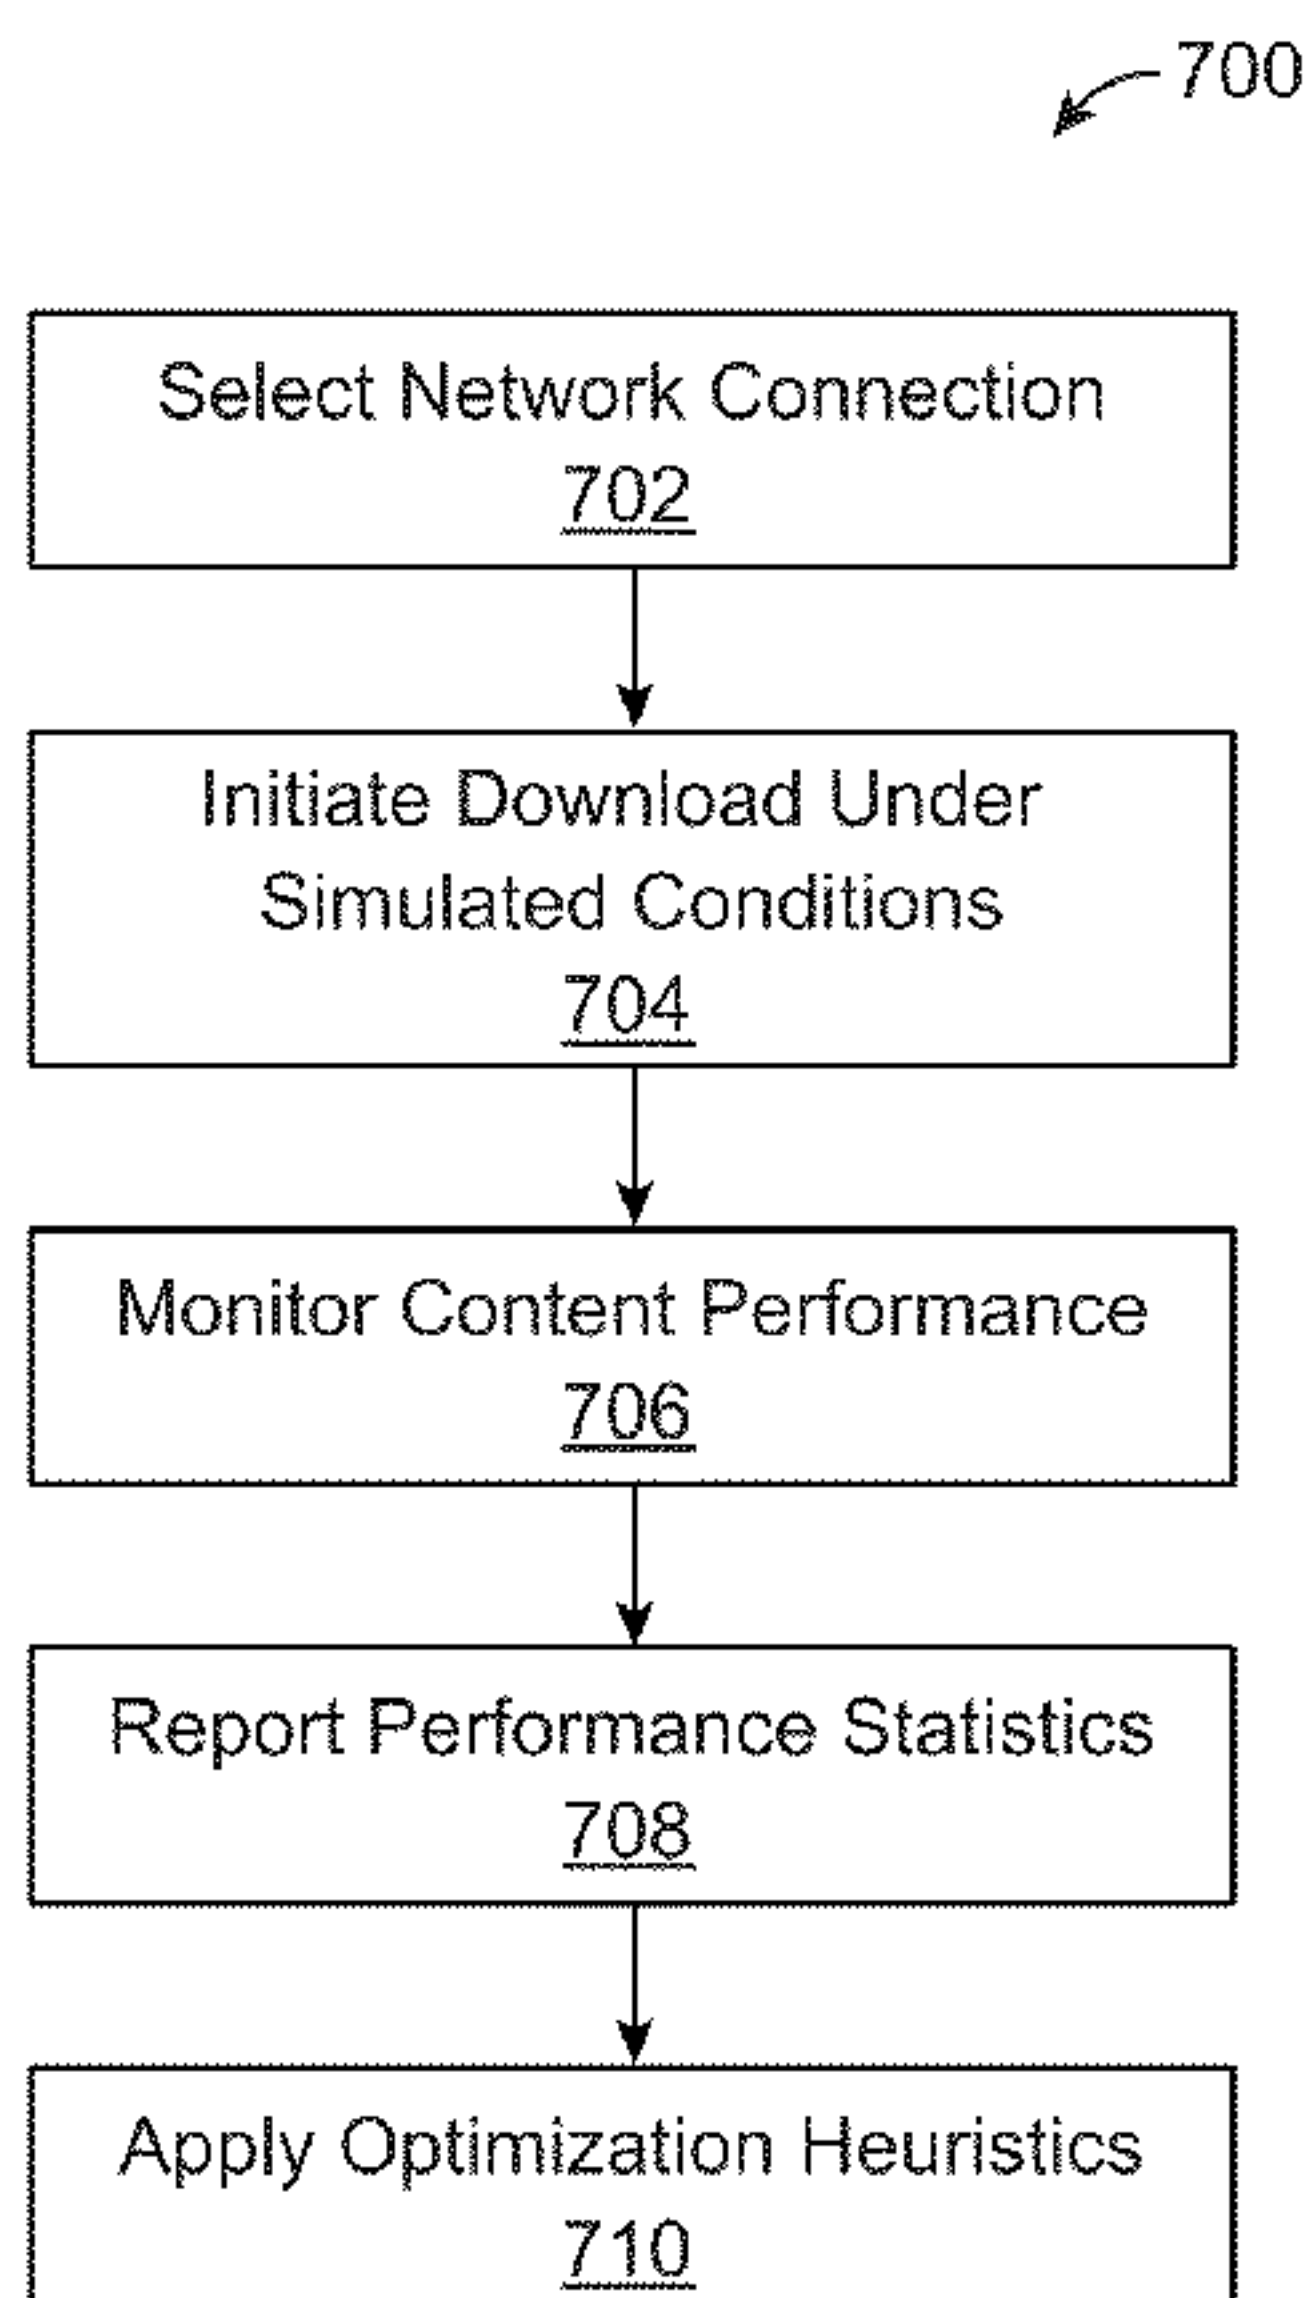 700
Select Network Connection
702
Initiate Download Under
Simulated Conditions
704
Monitor Content Performance
706
Report Performance Statistics
708
Apply Optimization Heuristics
710